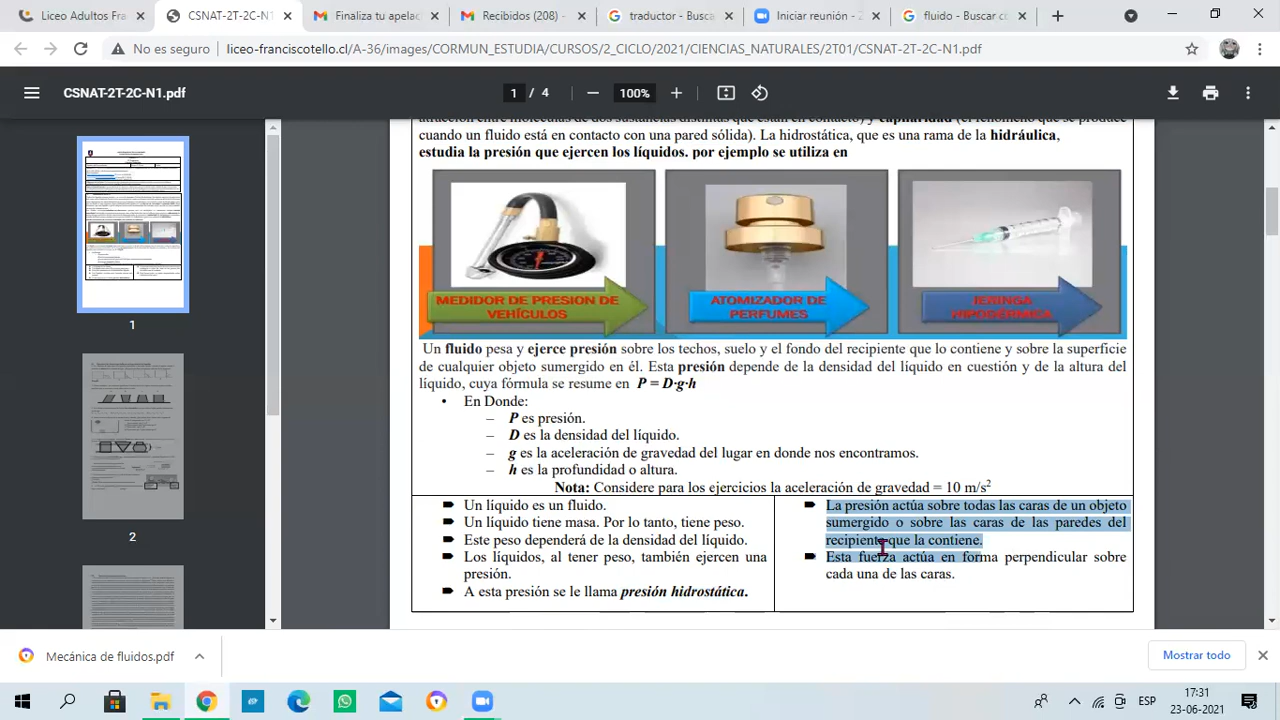 Liceo Adultos Fra
CSNAT-2T-2C-N1
Finaliza tu apelac
Recibidos (208) -
traductor - Busca
Iniciar reunión - Z
fluido - Buscar co
No es seguro
liceo-franciscotello.cl/A-36/images/CORMUN_ESTUDIA/CURSOS/2_CICLO/2021/CIENCIAS_NATURALES/2T01/CSNAT-2T-2C-N1.pdf
CSNAT-2T-2C-N1.pdf
1 / 4
100%
1
2
cuando un fluido está en contacto con una pared sólida). La hidrostática, que es una rama de la hidráulica,
estudia la presión que ejercen los líquidos. por ejemplo se utiliza en
MEDIDOR DE PRESION DE
VEHÍCULOS
ATOMIZADOR DE
PERFUMES
JERINGA
HIPODÉRMICA
Un fluido pesa y ejerce presión sobre los techos, suelo y el fondo del recipiente que lo contiene y sobre la superficie
de cualquier objeto sumergido en él. Esta presión depende de la densidad del líquido en cuestión y de la altura del
líquido, cuya fórmula se resume en P = D·g·h
• En Donde:
– P es presión.
– D es la densidad del líquido.
– g es la aceleración de gravedad del lugar en donde nos encontramos.
– h es la profundidad o altura.
Nota: Considere para los ejercicios la aceleración de gravedad = 10 m/s²
Un líquido es un fluido.
Un líquido tiene masa. Por lo tanto, tiene peso.
Este peso dependerá de la densidad del líquido.
Los líquidos, al tener peso, también ejercen una
presión.
A esta presión se le llama presión hidrostática.
La presión actúa sobre todas las caras de un objeto
sumergido o sobre las caras de las paredes del
recipiente que la contiene.
Esta fuerza actúa en forma perpendicular sobre
cada una de las caras.
Mecánica de fluidos.pdf
Mostrar todo
ESP
17:31
23-06-2021